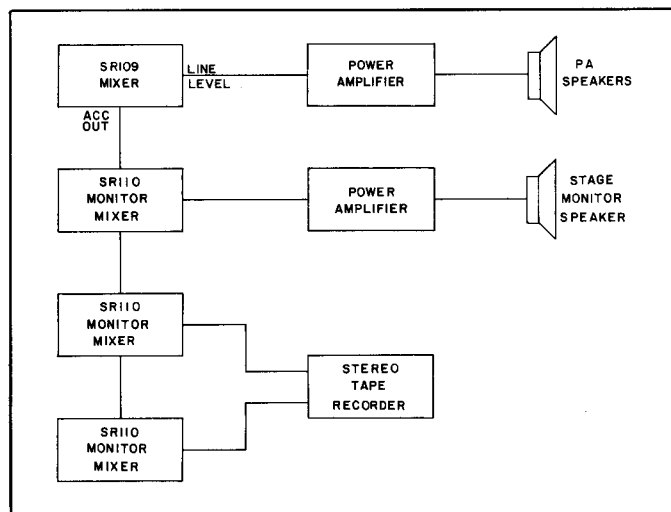 SR109
MIXER
LINE
LEVEL
POWER
AMPLIFIER
PA
SPEAKERS
ACC
OUT
SR110
MONITOR
MIXER
POWER
AMPLIFIER
STAGE
MONITOR
SPEAKER
SR110
MONITOR
MIXER
STEREO
TAPE
RECORDER
SR110
MONITOR
MIXER